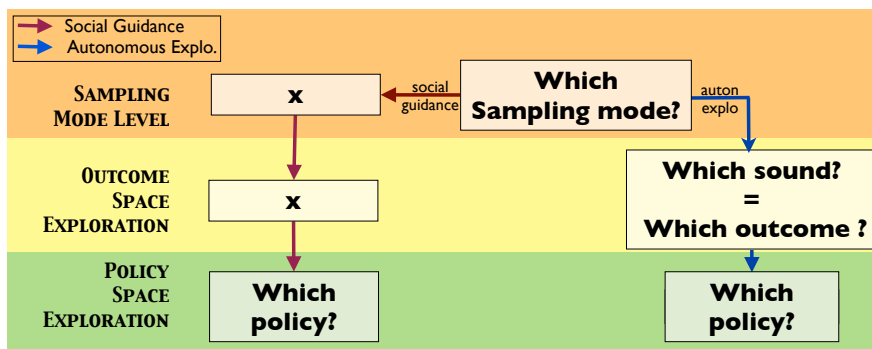 Social Guidance
Autonomous Explo.
SAMPLING
MODE LEVEL
x
social
guidance
Which
Sampling mode?
auton
explo
OUTCOME
SPACE
EXPLORATION
x
Which sound?
=
Which outcome ?
POLICY
SPACE
EXPLORATION
Which
policy?
Which
policy?